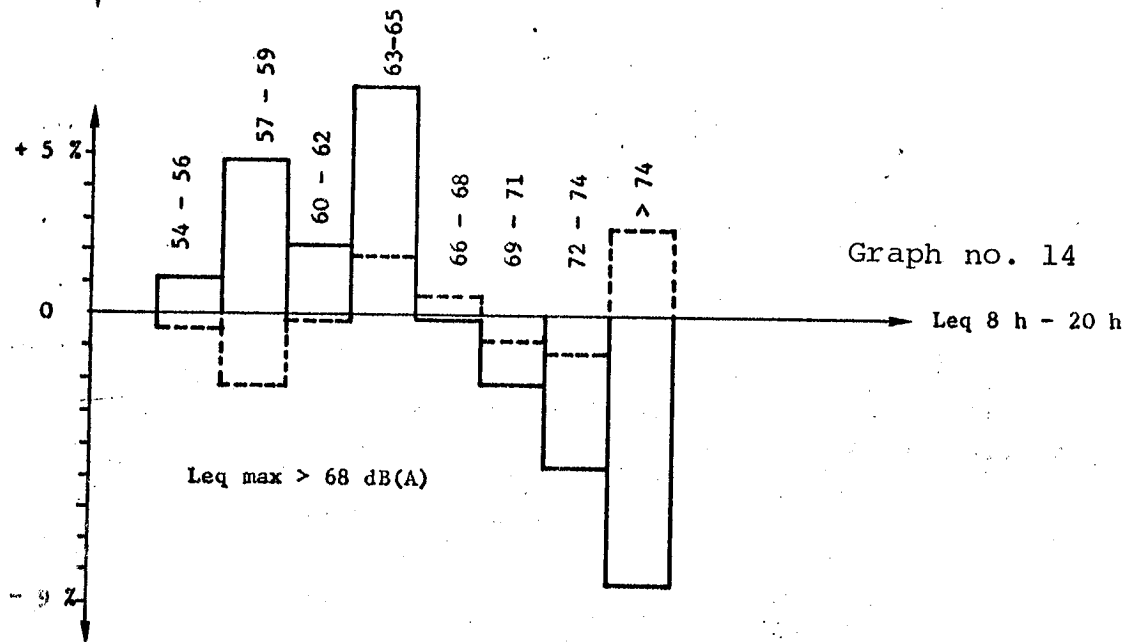 63-65
57 - 59
+ 5 %
54 - 56
60 - 62
66 - 68
69 - 71
72 - 74
> 74
Graph no. 14
0
Leq 8 h - 20 h
Leq max > 68 dB(A)
- 9 %